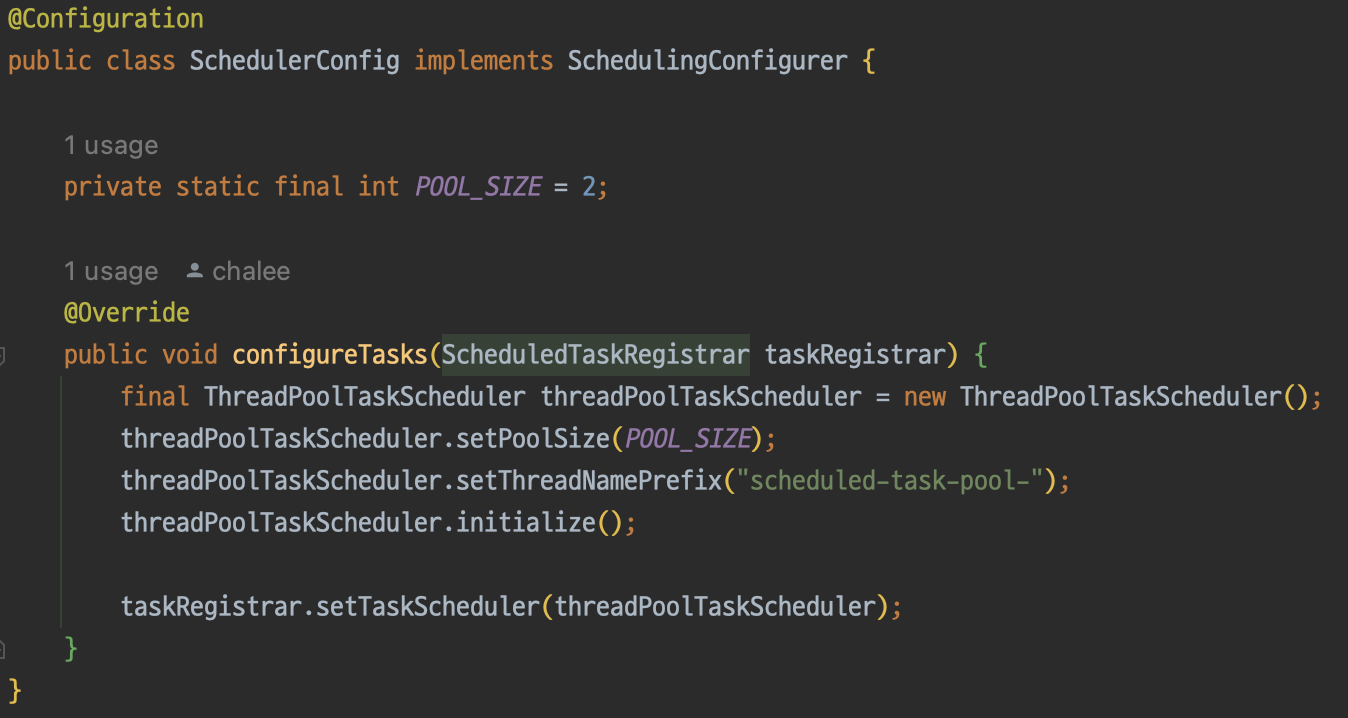 @Configuration
public class SchedulerConfig implements SchedulingConfigurer {
1 usage
private static final int POOL_SIZE = 2;
1 usage chalee
@Override
public void configureTasks(ScheduledTaskRegistrar taskRegistrar) {
final ThreadPoolTaskScheduler threadPoolTaskScheduler = new ThreadPoolTaskScheduler();
threadPoolTaskScheduler.setPoolSize(POOL_SIZE);
threadPoolTaskScheduler.setThreadNamePrefix("scheduled-task-pool-");
threadPoolTaskScheduler.initialize();
taskRegistrar.setTaskScheduler(threadPoolTaskScheduler);
}
}